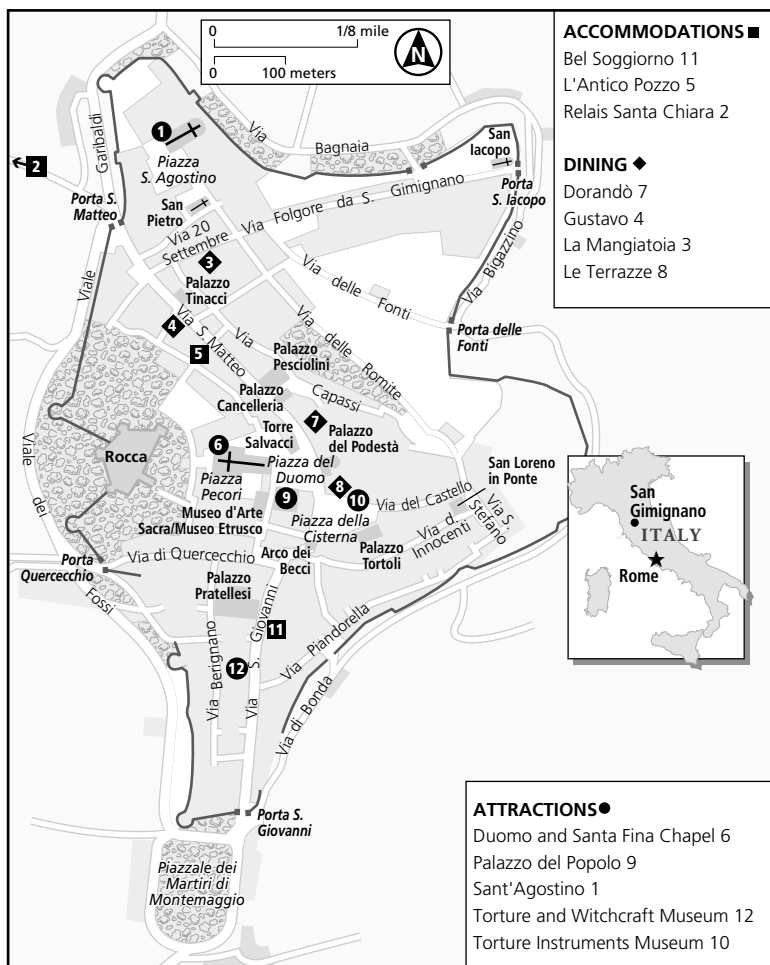 0 1/8 mile
0 100 meters
N
ACCOMMODATIONS ■
Bel Soggiorno 11
L'Antico Pozzo 5
Relais Santa Chiara 2
DINING ◆
Dorandò 7
Gustavo 4
La Mangiatoia 3
Le Terrazze 8
1
Piazza
S. Agostino
Via
Bagnaia
Garibaldi
2
San
Iacopo
Porta
S. Iacopo
Porta S.
Matteo
San
Pietro
Via Folgore da S. Gimignano
Via 20
Settembre
Via Bigazzino
3
Palazzo
Tinacci
Viale
Via delle Fonti
Porta delle
Fonti
4
Via S. Matteo
5
Via
Capassi
Palazzo
Pesciolini
Via delle Romite
Palazzo
Cancelleria
7
Palazzo
del Podestà
Torre
Salvacci
6
Rocca
Piazza
Pecori
Piazza del
Duomo
8
9
10
Via del Castello
San Loreno
in Ponte
Viale dei
Fossi
Museo d'Arte
Sacra/Museo Etrusco
Piazza della
Cisterna
Via d.
Innocenti
Via S.
Stefano
Palazzo
Tortoli
Porta
Quercecchio
Via di Quercecchio
Arco dei
Becci
Palazzo
Pratellesi
11
Via S. Giovanni
Via Piandorella
12
Via Berignano
Via di Bonda
Porta S.
Giovanni
Piazzale dei
Martiri di
Montemaggio
San
Gimignano
ITALY
Rome
ATTRACTIONS ●
Duomo and Santa Fina Chapel 6
Palazzo del Popolo 9
Sant'Agostino 1
Torture and Witchcraft Museum 12
Torture Instruments Museum 10